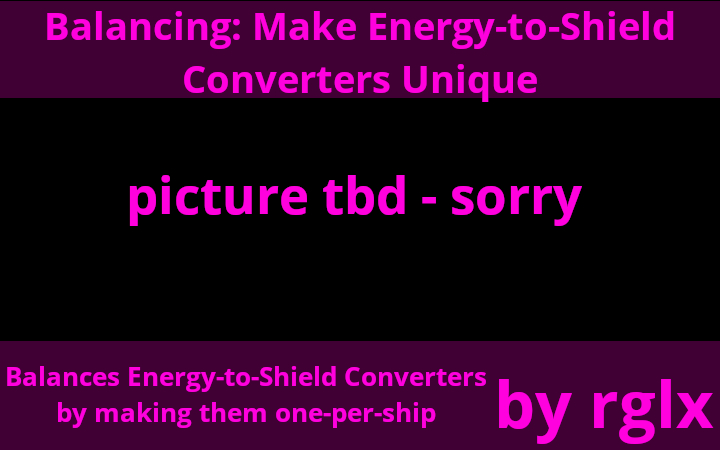 Balancing: Make Energy-to-Shield
Converters Unique
picture tbd - sorry
Balances Energy-to-Shield Converters
by making them one-per-ship
by rglx